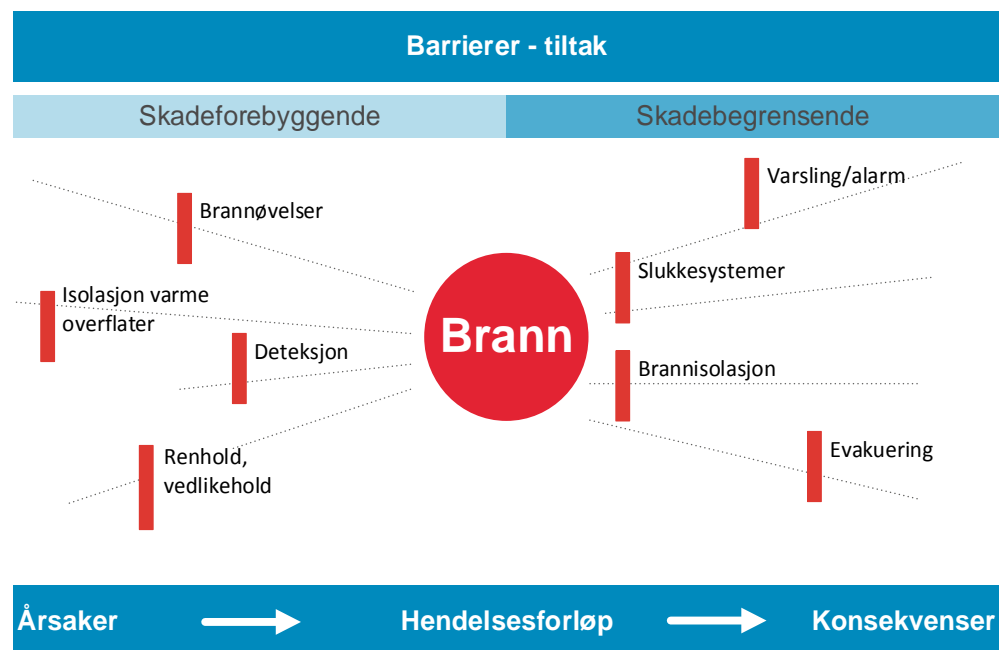 Barrierer - tiltak
Skadeforebyggende
Skadebegrensende
Brannøvelser
Isolasjon varme
overflater
Deteksjon
Renhold,
vedlikehold
Brann
Varsling/alarm
Slukkesystemer
Brannisolasjon
Evakuering
Årsaker
Hendelsesforløp
Konsekvenser